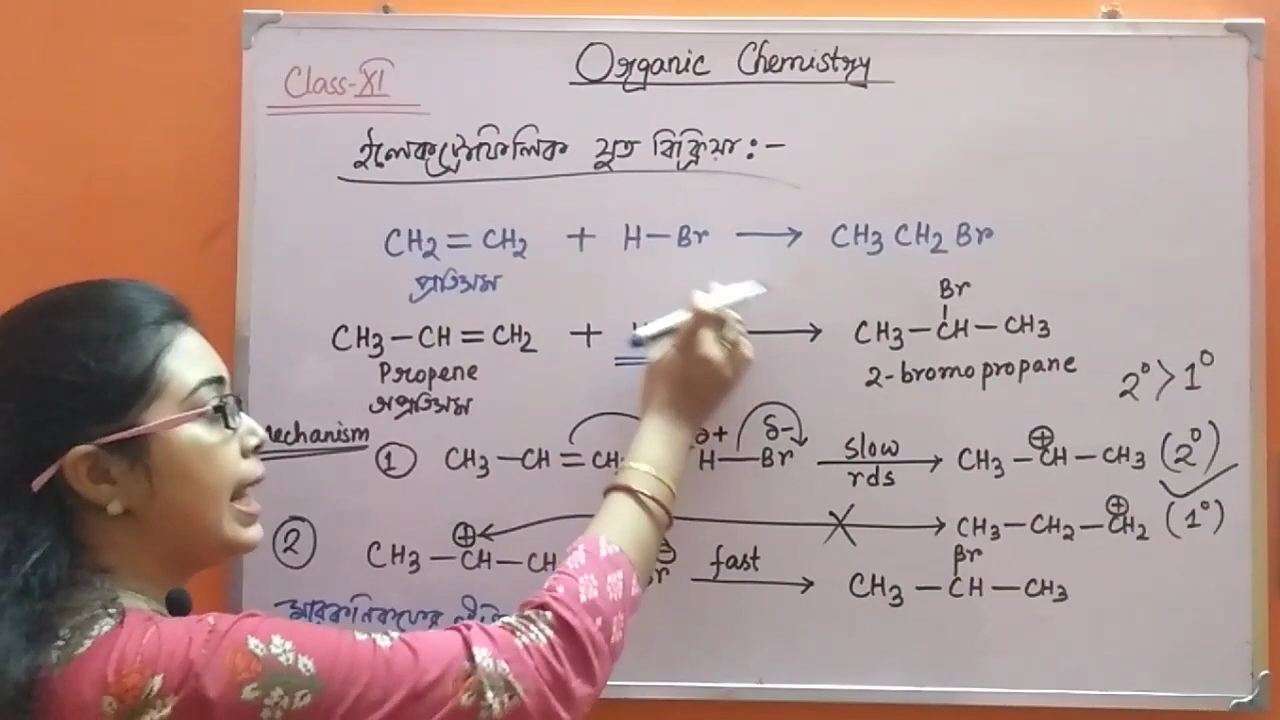 Organic Chemistry
Class-XI
ইলেকট্রোফিলিক যুত বিক্রিয়া :-
CH2 = CH2 + H-Br ⟶ CH3 CH2 Br
প্রতিসম
Br
CH3-CH=CH2 + ⟶ CH3-CH-CH3
Propene
2-bromopropane
অপ্রতিসম
2° > 1°
① CH3-CH=CH H-Br slow ⟶ CH3-CH-CH3 (2°)
δ-
rds
⊕
CH3-CH2-CH2 (1°)
⊕
② CH3-CH-CH fast ⟶ CH3-CH-CH3
⊕
Br